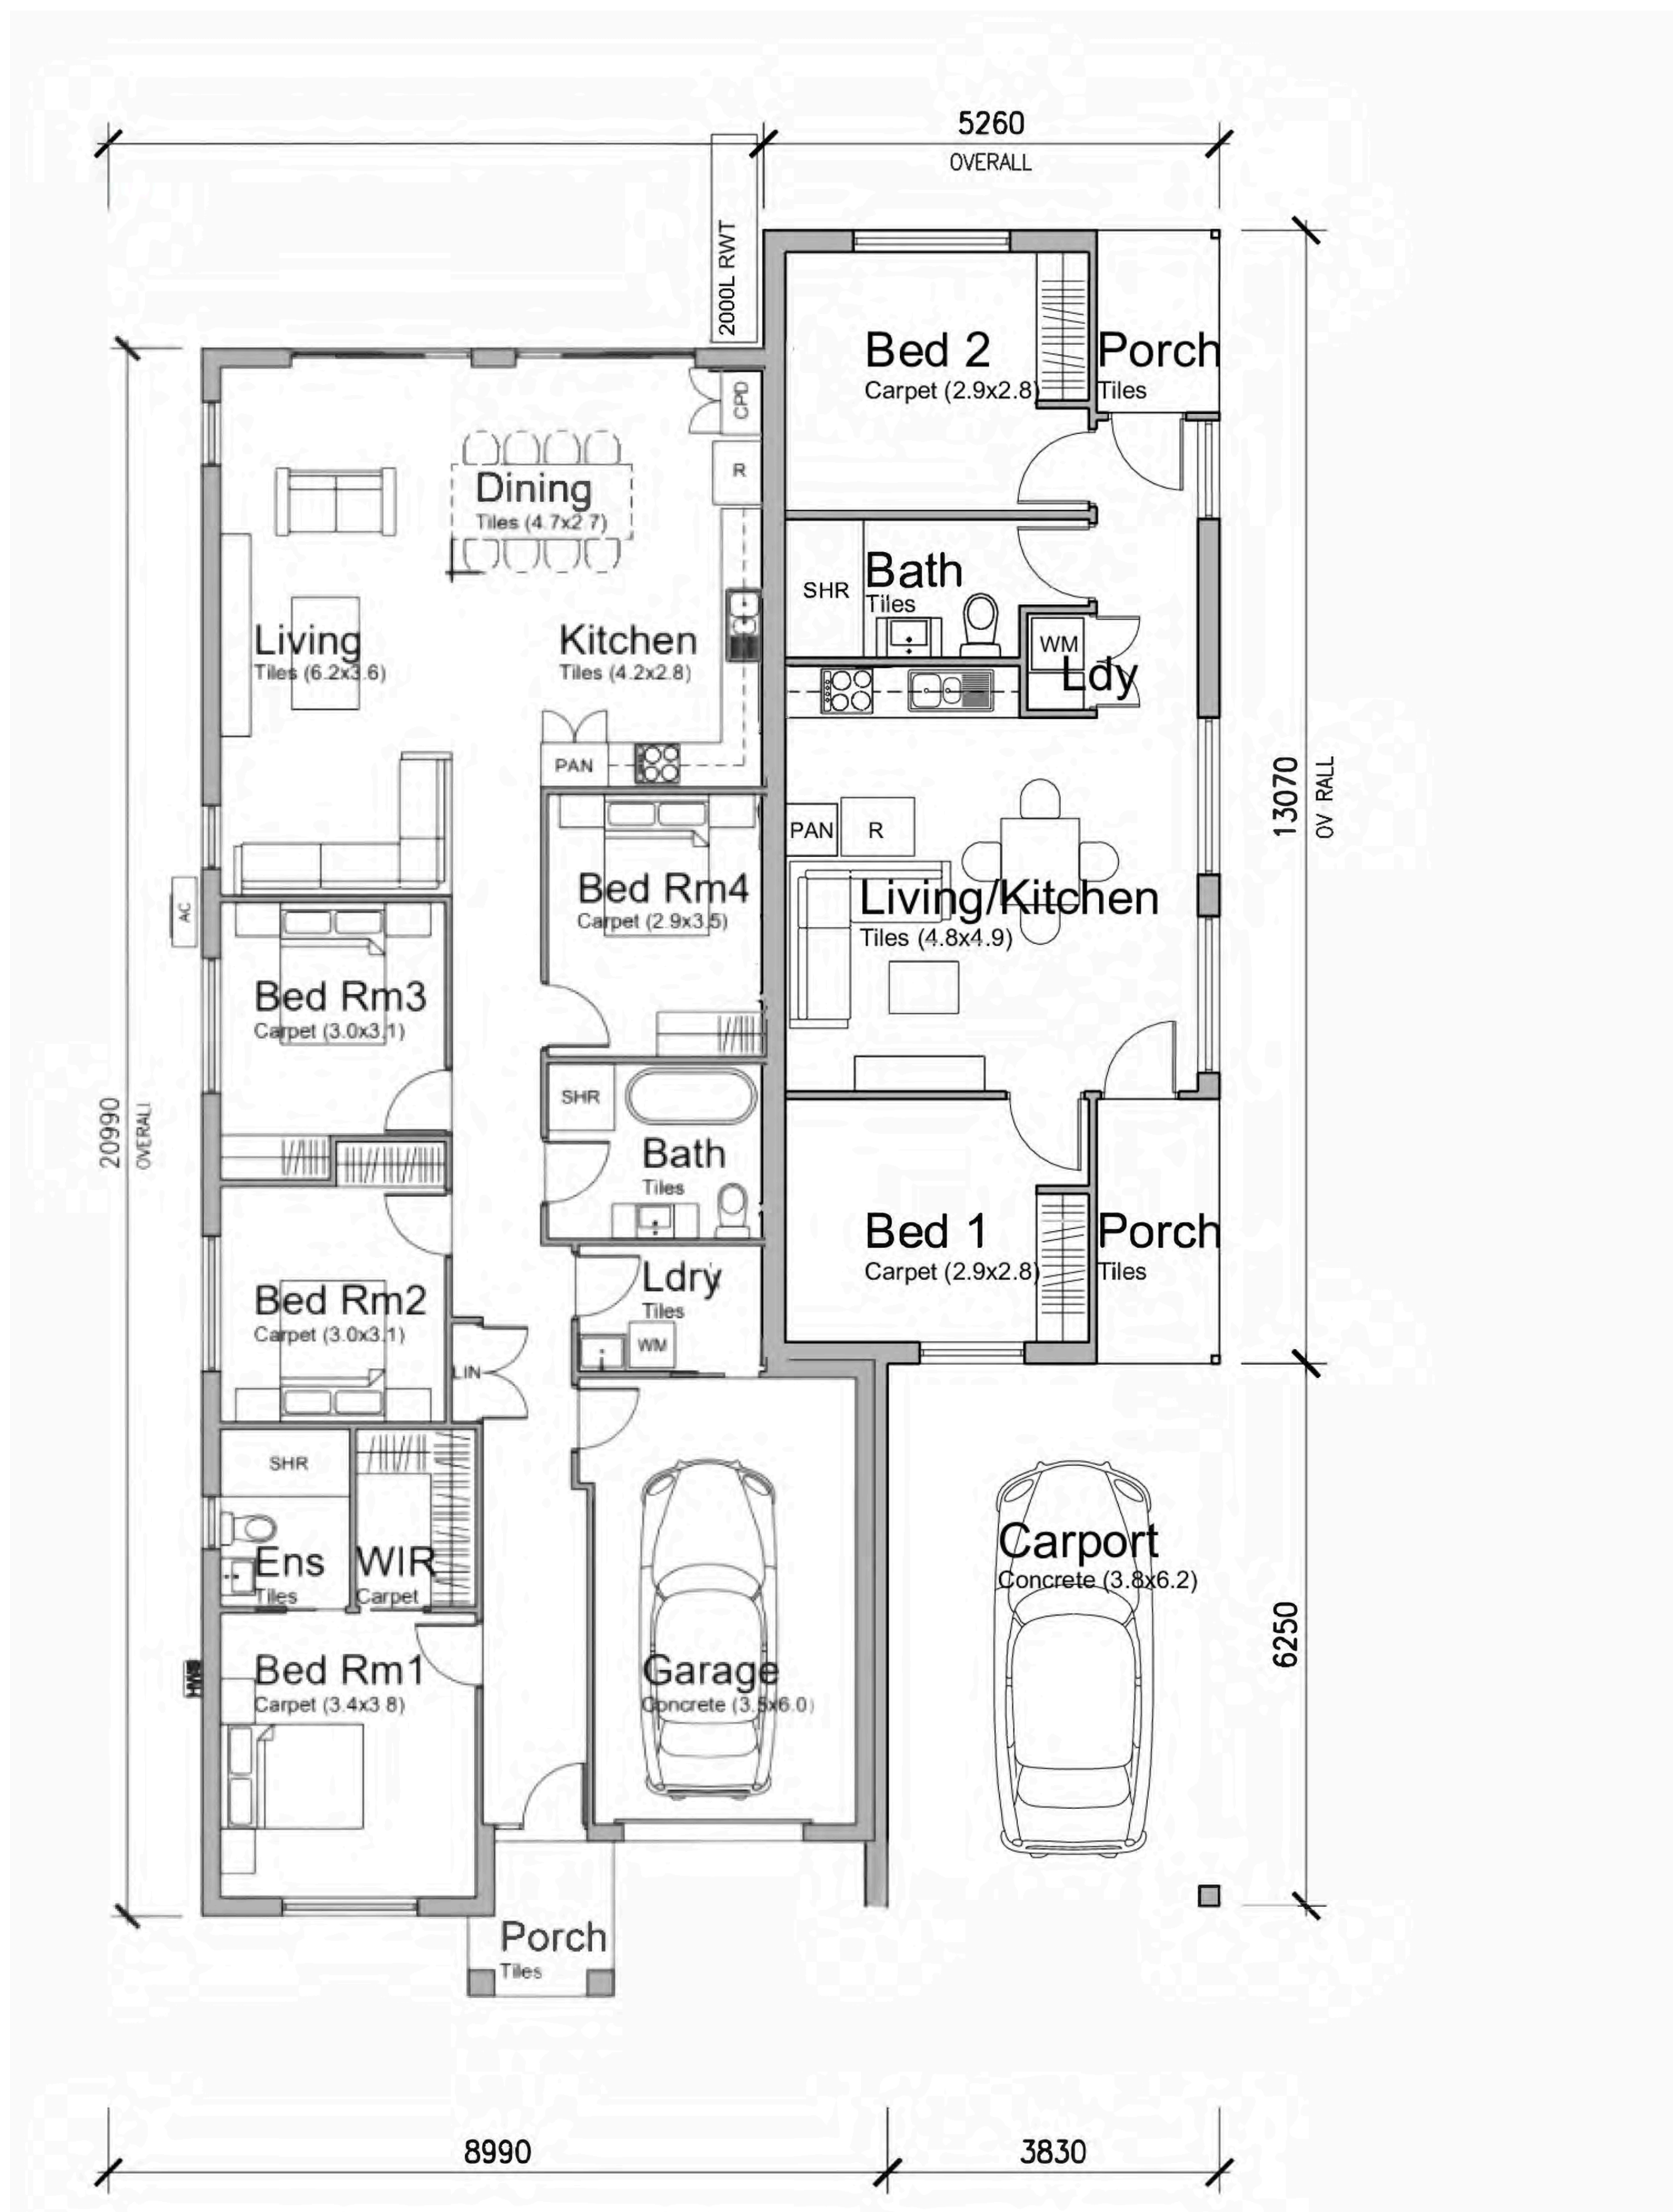 5260
OVERALL
2000L RWT
Bed 2
Carpet (2.9x2.8)
Porch
Tiles
CPD
R
Dining
Tiles (4.7x2.7)
Bath
Tiles
SHR
WM
Ldy
Living
Tiles (6.2x3.6)
Kitchen
Tiles (4.2x2.8)
PAN
PAN
R
13070
OV RALL
Living/Kitchen
Tiles (4.8x4.9)
Bed Rm4
Carpet (2.9x3.5)
AC
Bed Rm3
Carpet (3.0x3.1)
20990
OVERALL
SHR
Bath
Tiles
Bed 1
Carpet (2.9x2.8)
Porch
Tiles
Ldry
Tiles
WM
Bed Rm2
Carpet (3.0x3.1)
LIN
SHR
Ens
Tiles
WIR
Carpet
Carport
Concrete (3.8x6.2)
6250
HWS
Bed Rm1
Carpet (3.4x3.8)
Garage
Concrete (3.5x6.0)
Porch
Tiles
8990
3830